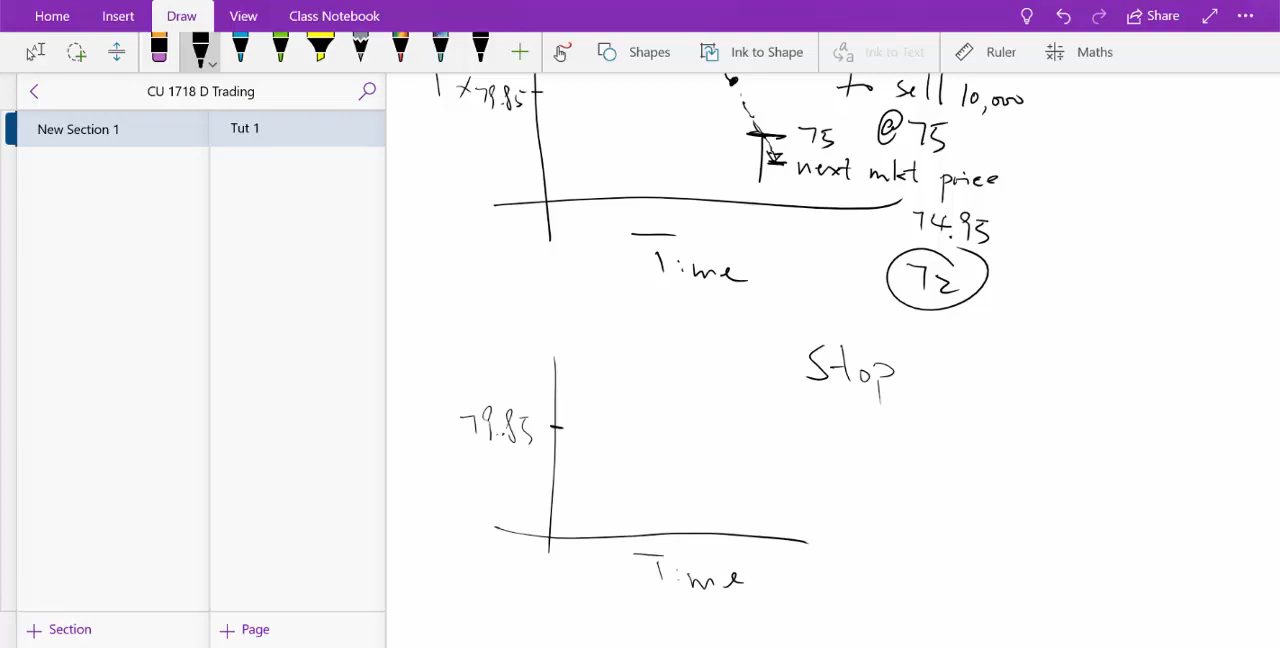 Home Insert Draw View Class Notebook Share
Shapes Ink to Shape Ink to Text Ruler Maths
CU 1718 D Trading
New Section 1 Tut 1
79.85
to sell 10,000
75 @ 75
next mkt price
74.95
Time
72
Stop
79.85
Time
Section Page